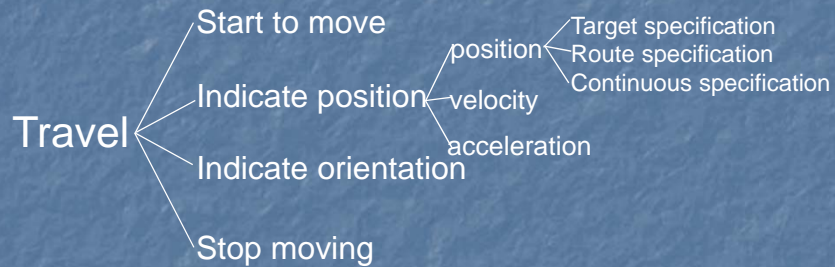 Travel
Start to move
Indicate position
position
Target specification
Route specification
Continuous specification
velocity
acceleration
Indicate orientation
Stop moving